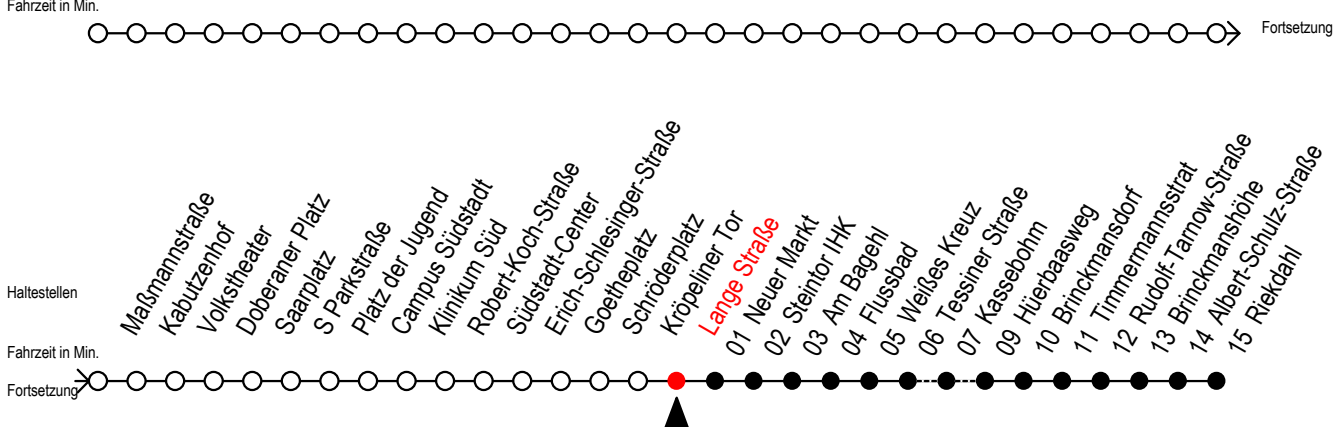 Fahrzeit in Min.
Fortsetzung
Haltestellen
Maßmannstraße
Kabutzenhof
Volkstheater
Doberaner Platz
Saarplatz
S Parkstraße
Platz der Jugend
Campus Südstadt
Klinikum Süd
Robert-Koch-Straße
Südstadt-Center
Erich-Schlesinger-Straße
Goetheplatz
Schröderplatz
Kröpeliner Tor
Lange Straße
01 Neuer Markt
02 Steintor IHK
03 Am Bagehl
04 Flussbad
05 Weißes Kreuz
06 Tessiner Straße
07 Kassebohm
09 Hüerbaasweg
10 Brinckmansdorf
11 Timmermannsstrat
12 Rudolf-Tarnow-Straße
13 Brinckmanshöhe
14 Albert-Schulz-Straße
15 Riekdahl
Fahrzeit in Min.
Fortsetzung